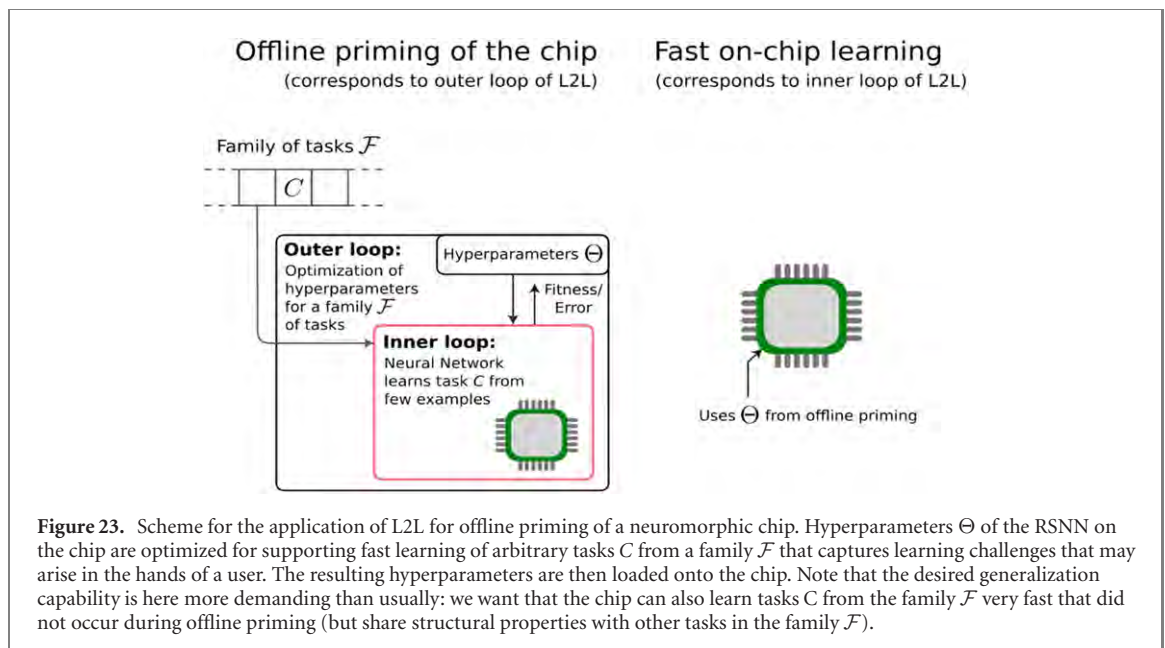 Offline priming of the chip
(corresponds to outer loop of L2L)
Fast on-chip learning
(corresponds to inner loop of L2L)
Family of tasks ℱ
C
Outer loop:
Optimization of
hyperparameters
for a family ℱ
of tasks
Hyperparameters Θ
Fitness/
Error
Inner loop:
Neural Network
learns task C from
few examples
Uses Θ from offline priming
Figure 23. Scheme for the application of L2L for offline priming of a neuromorphic chip. Hyperparameters Θ of the RSNN on
the chip are optimized for supporting fast learning of arbitrary tasks C from a family ℱ that captures learning challenges that may
arise in the hands of a user. The resulting hyperparameters are then loaded onto the chip. Note that the desired generalization
capability is here more demanding than usually: we want that the chip can also learn tasks C from the family ℱ very fast that did
not occur during offline priming (but share structural properties with other tasks in the family ℱ).